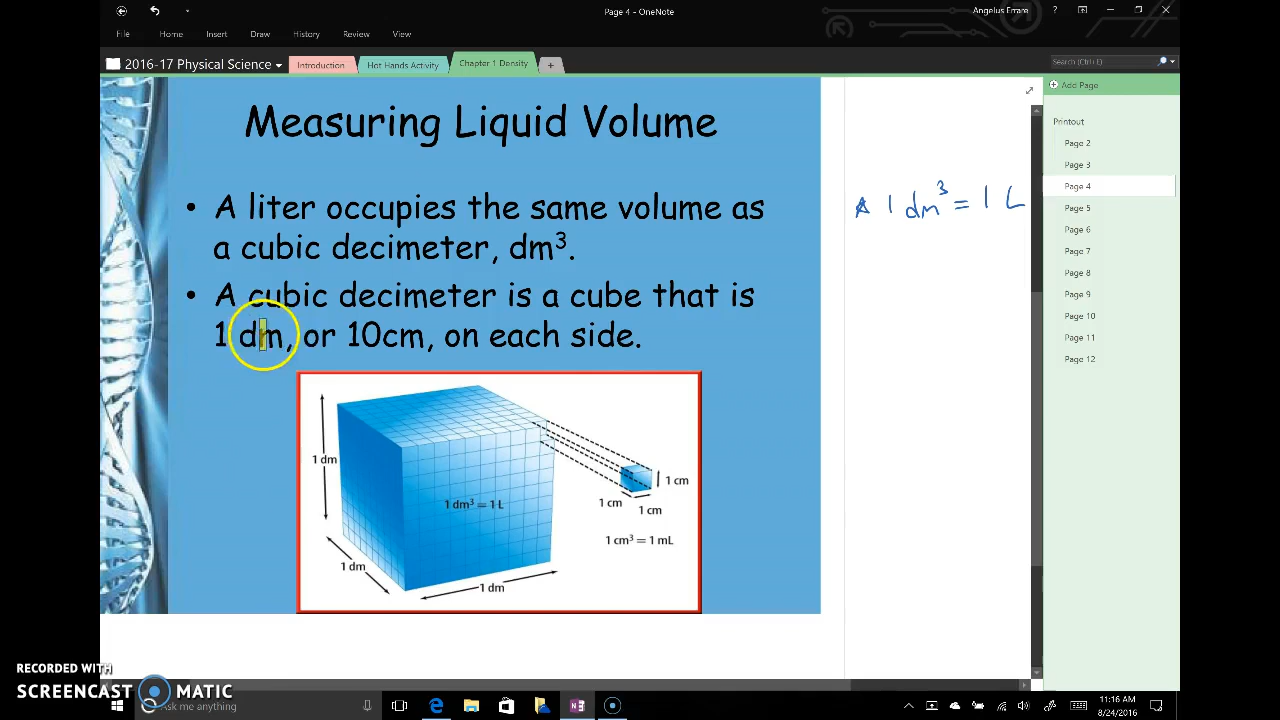 Page 4 - OneNote
Angelus Errare
?
File Home Insert Draw History Review View
2016-17 Physical Science
Introduction
Hot Hands Activity
Chapter 1 Density
+
Search (Ctrl+E)
Measuring Liquid Volume
• A liter occupies the same volume as
a cubic decimeter, dm³.
• A cubic decimeter is a cube that is
1 dm, or 10cm, on each side.
1 dm
1 dm
1 dm
1 dm³ = 1 L
1 cm
1 cm
1 cm
1 cm³ = 1 mL
1 dm³ = 1 L
Add Page
Printout
Page 2
Page 3
Page 4
Page 5
Page 6
Page 7
Page 8
Page 9
Page 10
Page 11
Page 12
RECORDED WITH
SCREENCAST MATIC
Ask me anything
11:16 AM
8/24/2016